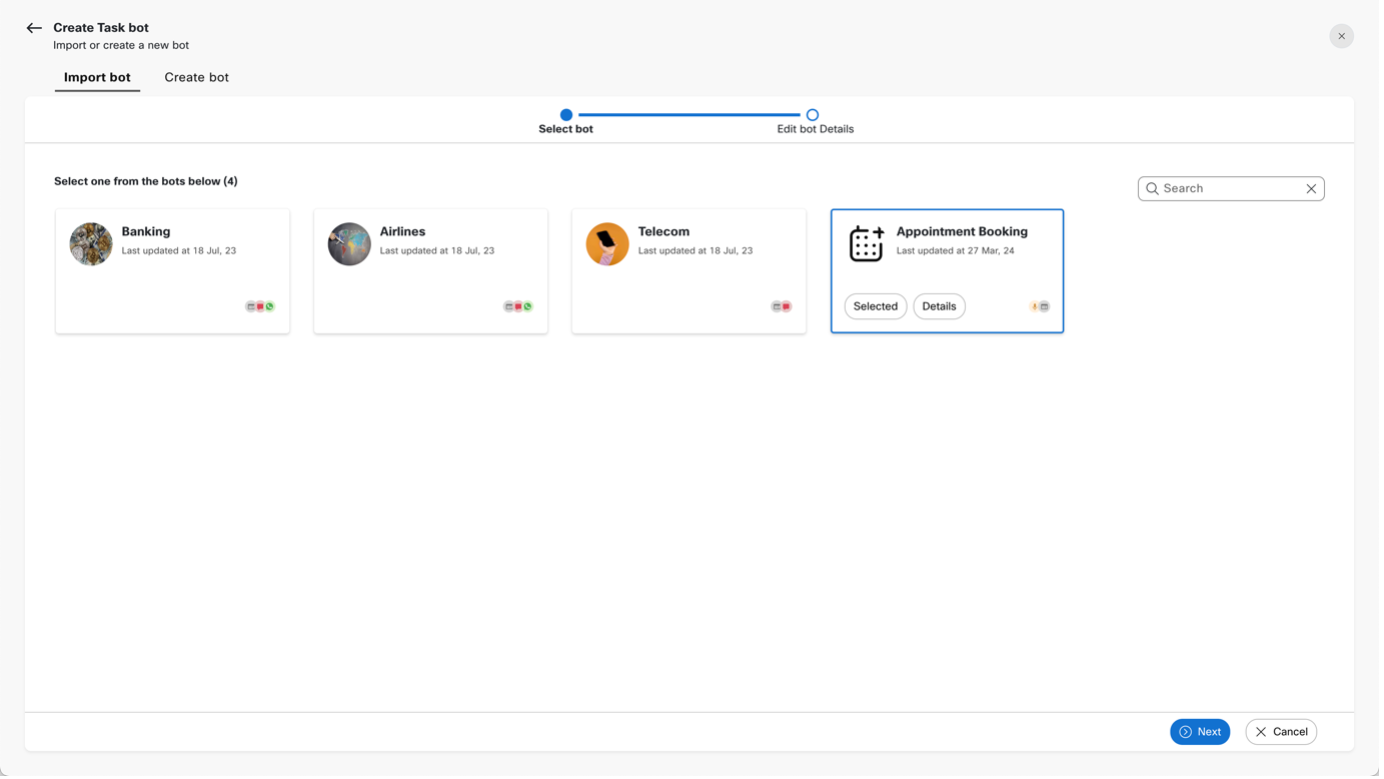 Create Task bot
Import or create a new bot
Import bot
Create bot
Select bot
Edit bot Details
Select one from the bots below (4)
Search
Banking
Last updated at 18 Jul, 23
Airlines
Last updated at 18 Jul, 23
Telecom
Last updated at 18 Jul, 23
Appointment Booking
Last updated at 27 Mar, 24
Selected
Details
Next
Cancel